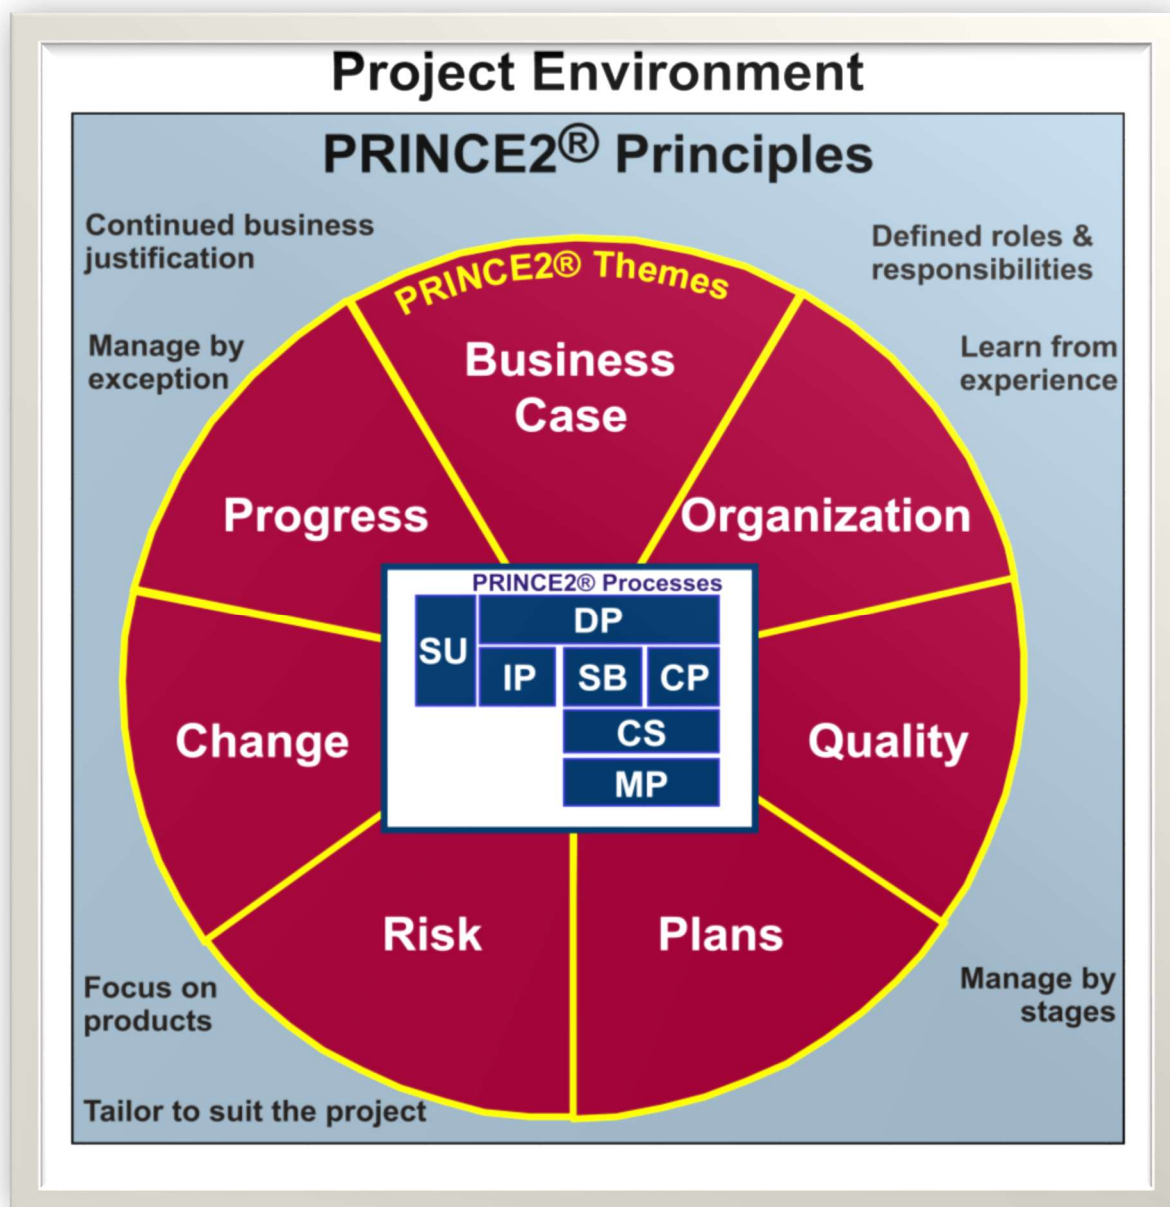 Project Environment
PRINCE2® Principles
Continued business
justification
Defined roles &
responsibilities
Manage by
exception
Learn from
experience
PRINCE2® Themes
Business
Case
Progress
Organization
PRINCE2® Processes
SU
DP
IP
SB
CP
CS
MP
Change
Quality
Risk
Plans
Focus on
products
Manage by
stages
Tailor to suit the project